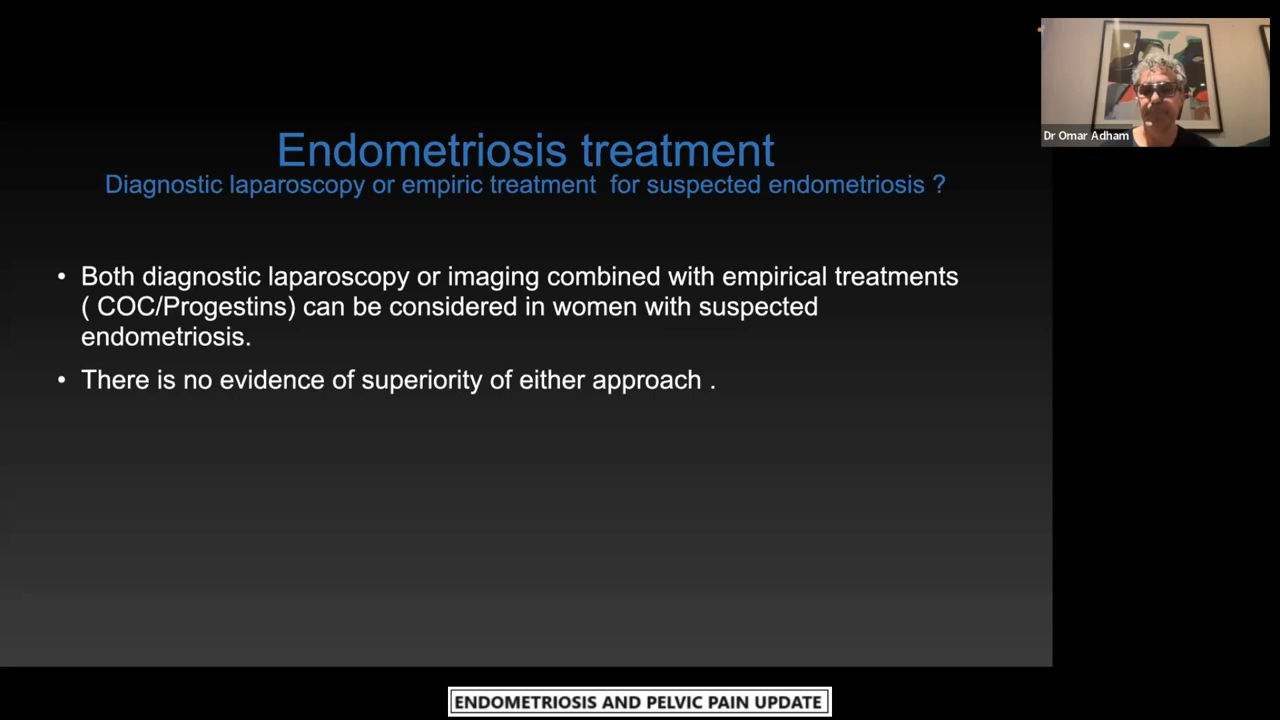 Dr Omar Adham
Endometriosis treatment
Diagnostic laparoscopy or empiric treatment  for suspected endometriosis ?
• Both diagnostic laparoscopy or imaging combined with empirical treatments
( COC/Progestins) can be considered in women with suspected
endometriosis.
• There is no evidence of superiority of either approach .
ENDOMETRIOSIS AND PELVIC PAIN UPDATE